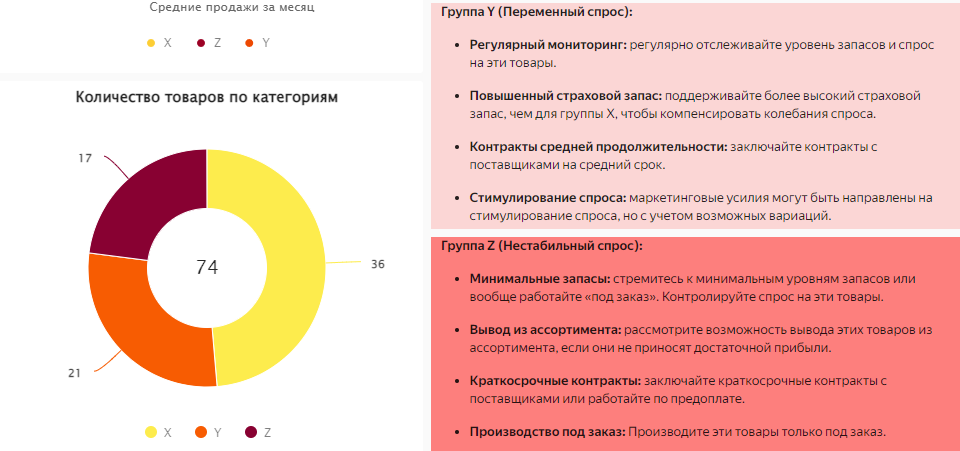 Средние продажи за месяц
X Z Y
Количество товаров по категориям
17
74
36
21
X Y Z
Группа Y (Переменный спрос):
• Регулярный мониторинг: регулярно отслеживайте уровень запасов и спрос
на эти товары.
• Повышенный страховой запас: поддерживайте более высокий страховой
запас, чем для группы X, чтобы компенсировать колебания спроса.
• Контракты средней продолжительности: заключайте контракты с
поставщиками на средний срок.
• Стимулирование спроса: маркетинговые усилия могут быть направлены на
стимулирование спроса, но с учетом возможных вариаций.
Группа Z (Нестабильный спрос):
• Минимальные запасы: стремитесь к минимальным уровням запасов или
вообще работайте «под заказ». Контролируйте спрос на эти товары.
• Вывод из ассортимента: рассмотрите возможность вывода этих товаров из
ассортимента, если они не приносят достаточной прибыли.
• Краткосрочные контракты: заключайте краткосрочные контракты с
поставщиками или работайте по предоплате.
• Производство под заказ: Производите эти товары только под заказ.